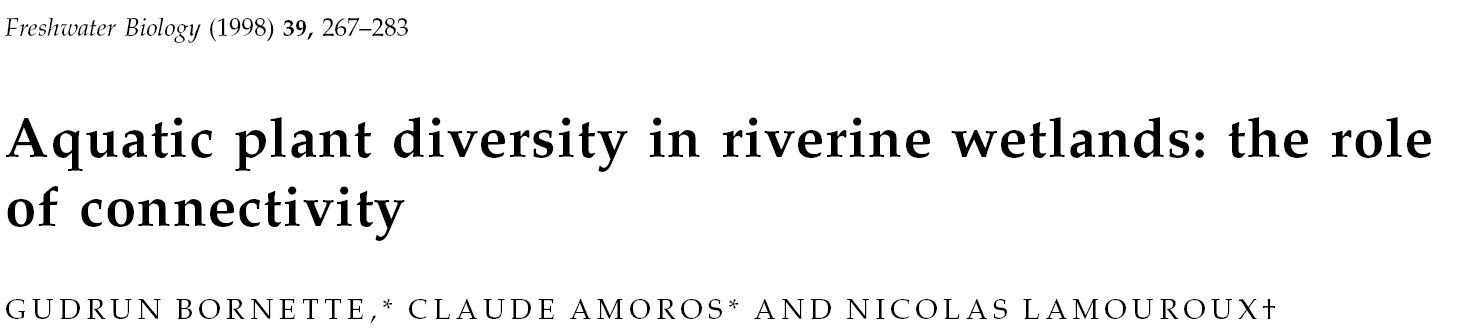 Freshwater Biology (1998) 39, 267–283
Aquatic plant diversity in riverine wetlands: the role
of connectivity
GUDRUN BORNETTE,* CLAUDE AMOROS* AND NICOLAS LAMOUROUX†